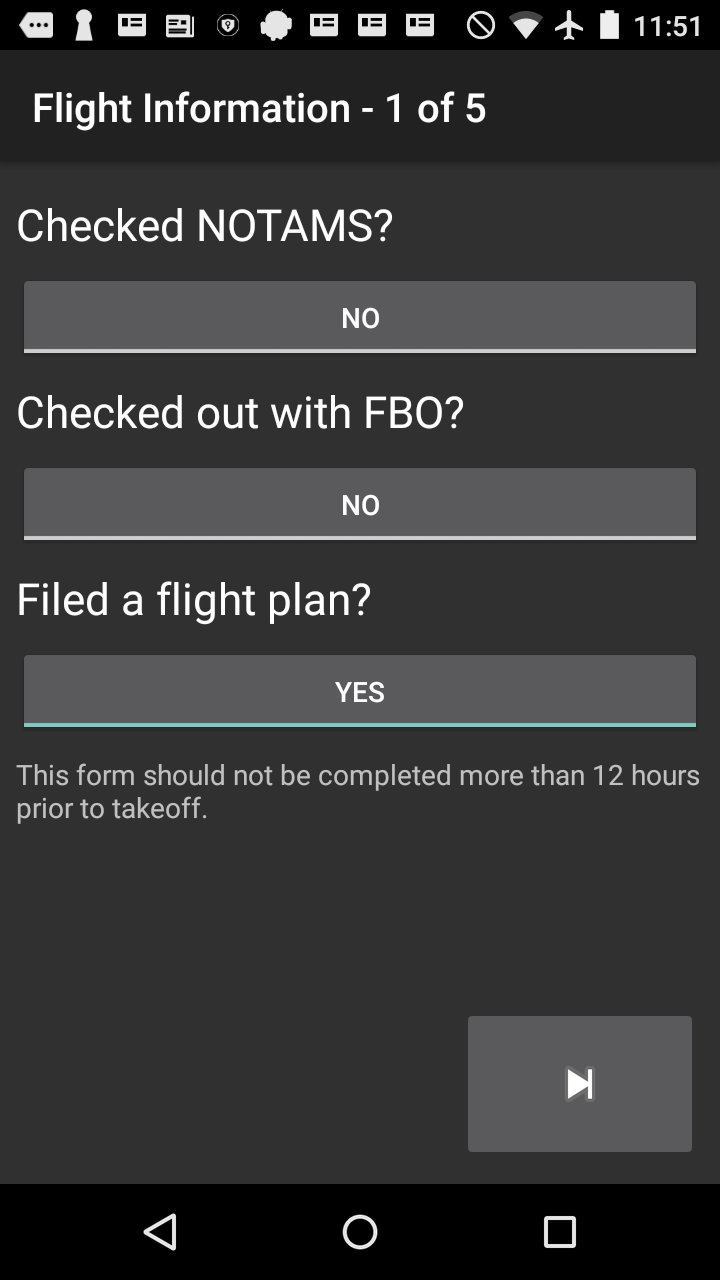 11:51
Flight Information - 1 of 5
Checked NOTAMS?
NO
Checked out with FBO?
NO
Filed a flight plan?
YES
This form should not be completed more than 12 hours
prior to takeoff.